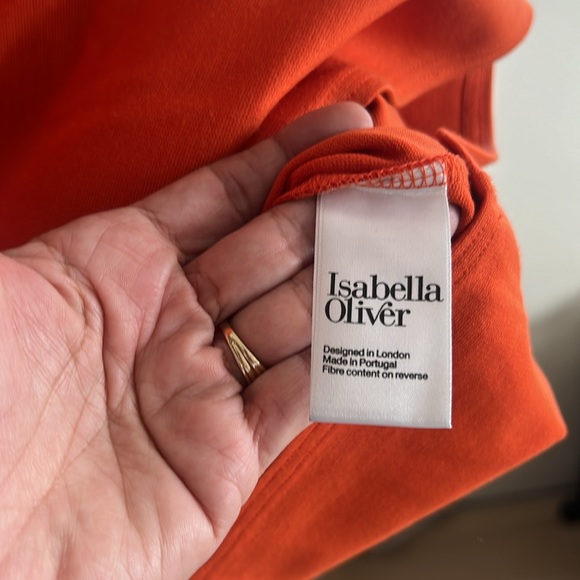 Isabella
Oliver
Designed in London
Made in Portugal
Fibre content on reverse